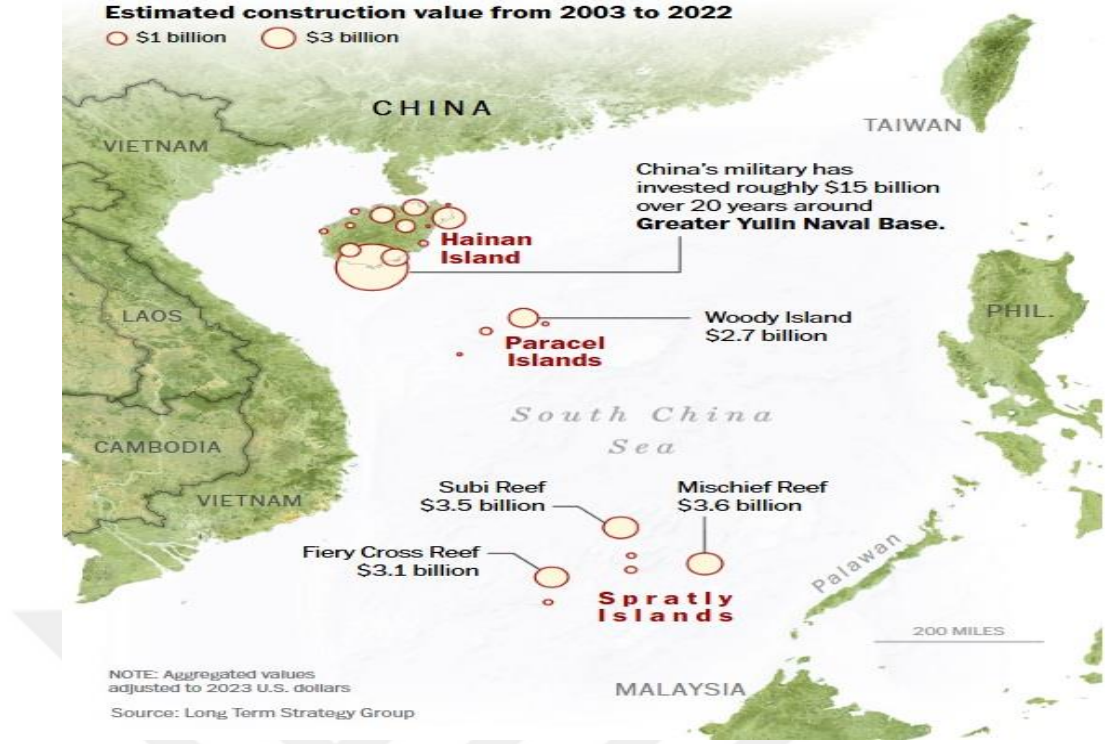 Estimated construction value from 2003 to 2022
$1 billion
$3 billion
CHINA
TAIWAN
VIETNAM
China's military has
invested roughly $15 billion
over 20 years around
Greater Yulin Naval Base.
Hainan
Island
LAOS
Woody Island
$2.7 billion
PHIL.
Paracel
Islands
South China
Sea
CAMBODIA
VIETNAM
Subi Reef
$3.5 billion
Mischief Reef
$3.6 billion
Fiery Cross Reef
$3.1 billion
Palawan
Spratly
Islands
200 MILES
NOTE: Aggregated values
adjusted to 2023 U.S. dollars
MALAYSIA
Source: Long Term Strategy Group